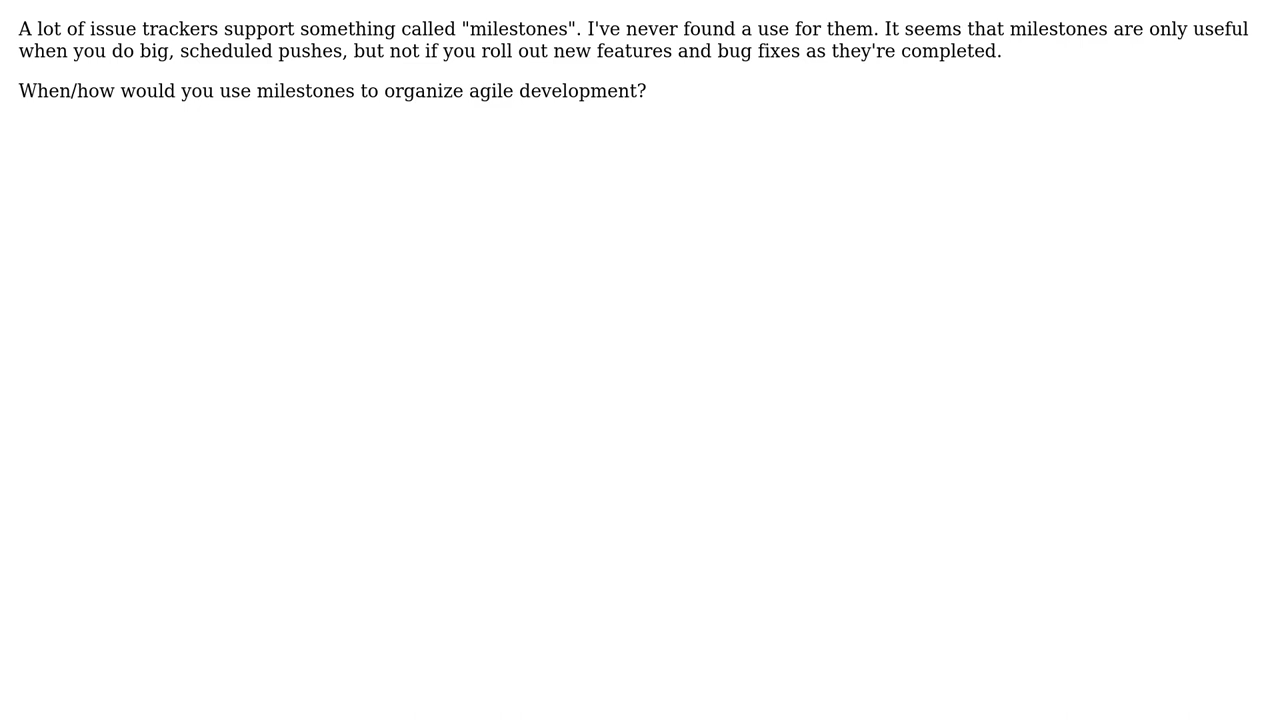 A lot of issue trackers support something called "milestones". I've never found a use for them. It seems that milestones are only useful
when you do big, scheduled pushes, but not if you roll out new features and bug fixes as they're completed.
When/how would you use milestones to organize agile development?